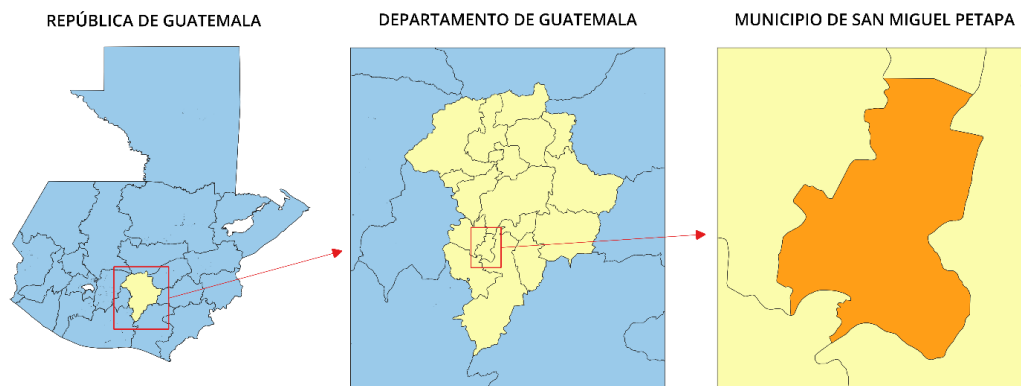 REPÚBLICA DE GUATEMALA
DEPARTAMENTO DE GUATEMALA
MUNICIPIO DE SAN MIGUEL PETAPA